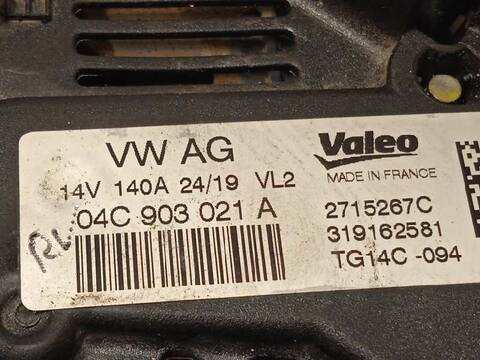 VW AG
Valeo
14V 140A 24/19 VL2
MADE IN FRANCE
04C 903 021 A
2715267C
319162581
TG14C -094